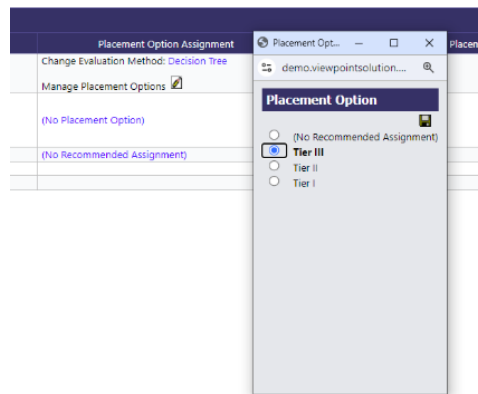 Placement Option Assignment
Change Evaluation Method: Decision Tree
Manage Placement Options
(No Placement Option)
(No Recommended Assignment)
Placement Opt...
demo.viewpointsolution....
Placement Option
(No Recommended Assignment)
Tier III
Tier II
Tier I
Placen